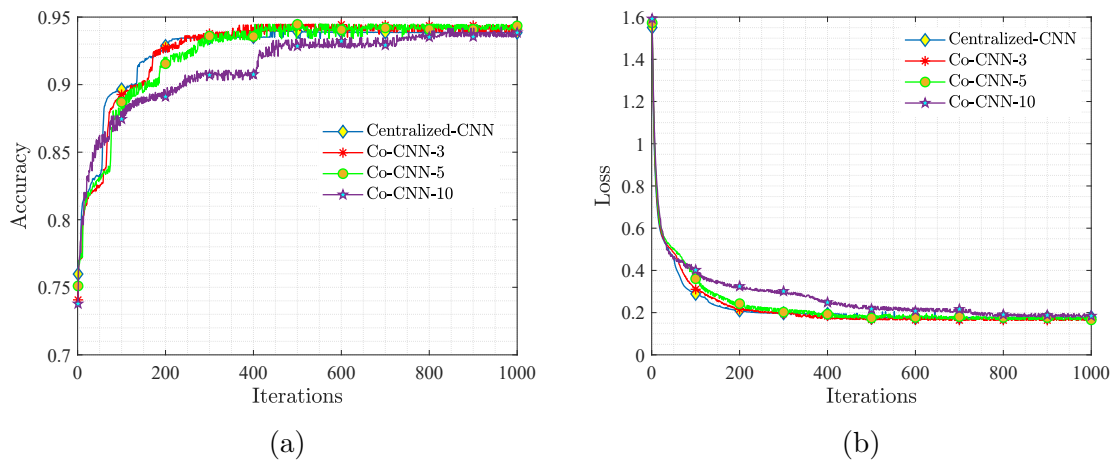 0.95
0.9
0.85
0.8
0.75
0.7
Accuracy
Centralized-CNN
Co-CNN-3
Co-CNN-5
Co-CNN-10
0 200 400 600 800 1000
Iterations
(a)
1.6
1.4
1.2
1
0.8
0.6
0.4
0.2
0
Loss
Centralized-CNN
Co-CNN-3
Co-CNN-5
Co-CNN-10
0 200 400 600 800 1000
Iterations
(b)